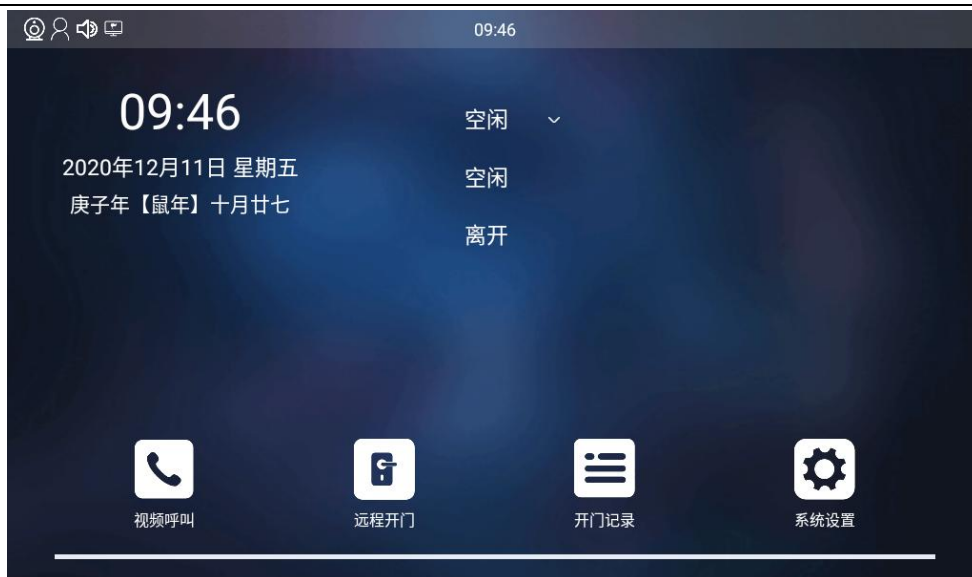 09:46
09:46
2020年12月11日 星期五
庚子年【鼠年】十月廿七
空闲
空闲
离开
视频呼叫
远程开门
开门记录
系统设置